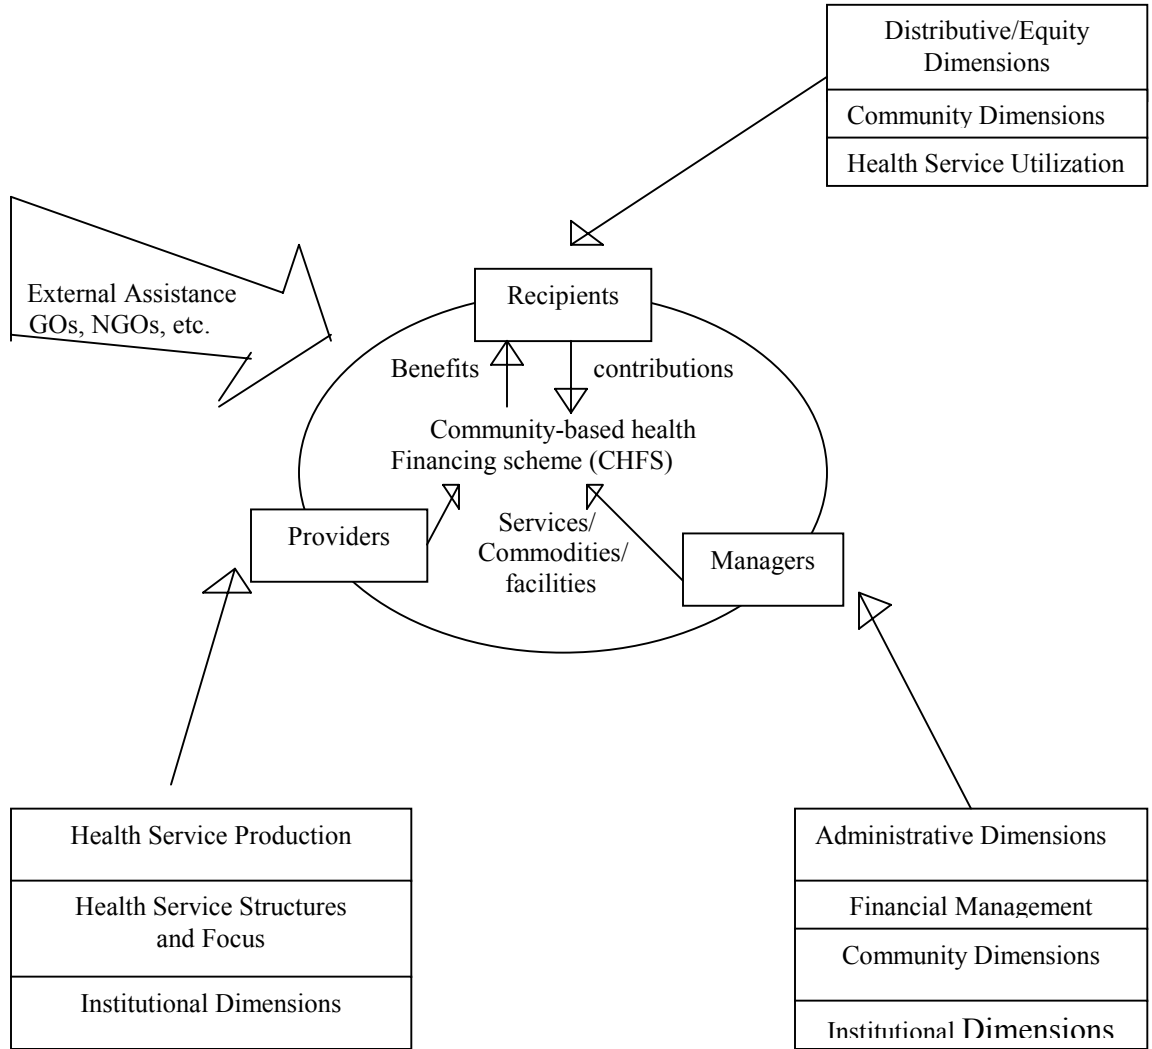 Distributive/Equity
Dimensions
Community Dimensions
Health Service Utilization
External Assistance
GOs, NGOs, etc.
Recipients
Benefits
contributions
Community-based health
Financing scheme (CHFS)
Providers
Services/
Commodities/
facilities
Managers
Health Service Production
Health Service Structures
and Focus
Institutional Dimensions
Administrative Dimensions
Financial Management
Community Dimensions
Institutional Dimensions